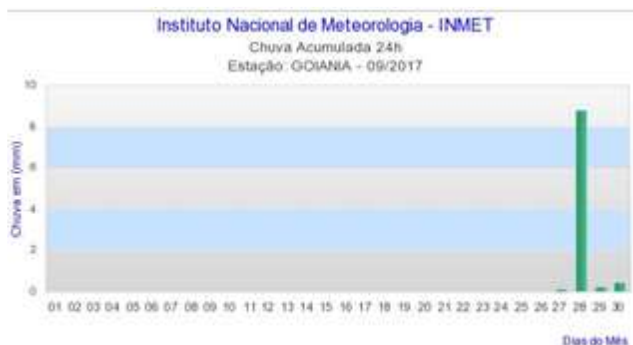 Instituto Nacional de Meteorologia - INMET
Chuva Acumulada 24h
Estação: GOIANIA - 09/2017
Chuva em (mm)
10
8
6
4
2
0
01 02 03 04 05 06 07 08 09 10 11 12 13 14 15 16 17 18 19 20 21 22 23 24 25 26 27 28 29 30
Dias do Mês